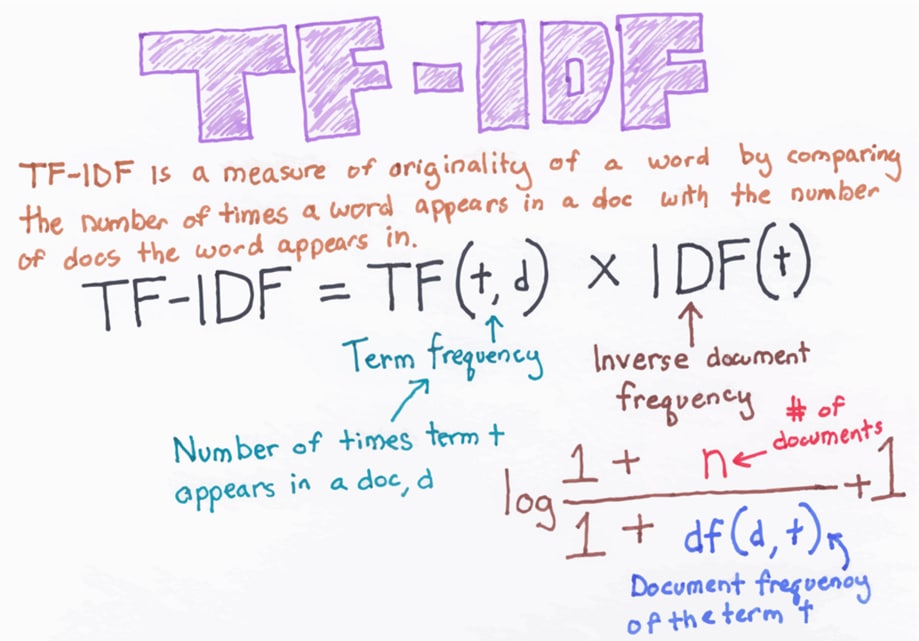 TF-IDF
TF-IDF is a measure of originality of a word by comparing
the number of times a word appears in a doc with the number
of docs the word appears in.
TF-IDF = TF(t, d) × IDF(t)
Term frequency
Inverse document
frequency
Number of times term t
appears in a doc, d
# of
documents
log
1 + n
+1
1 + df(d, t)
Document frequency
of the term t